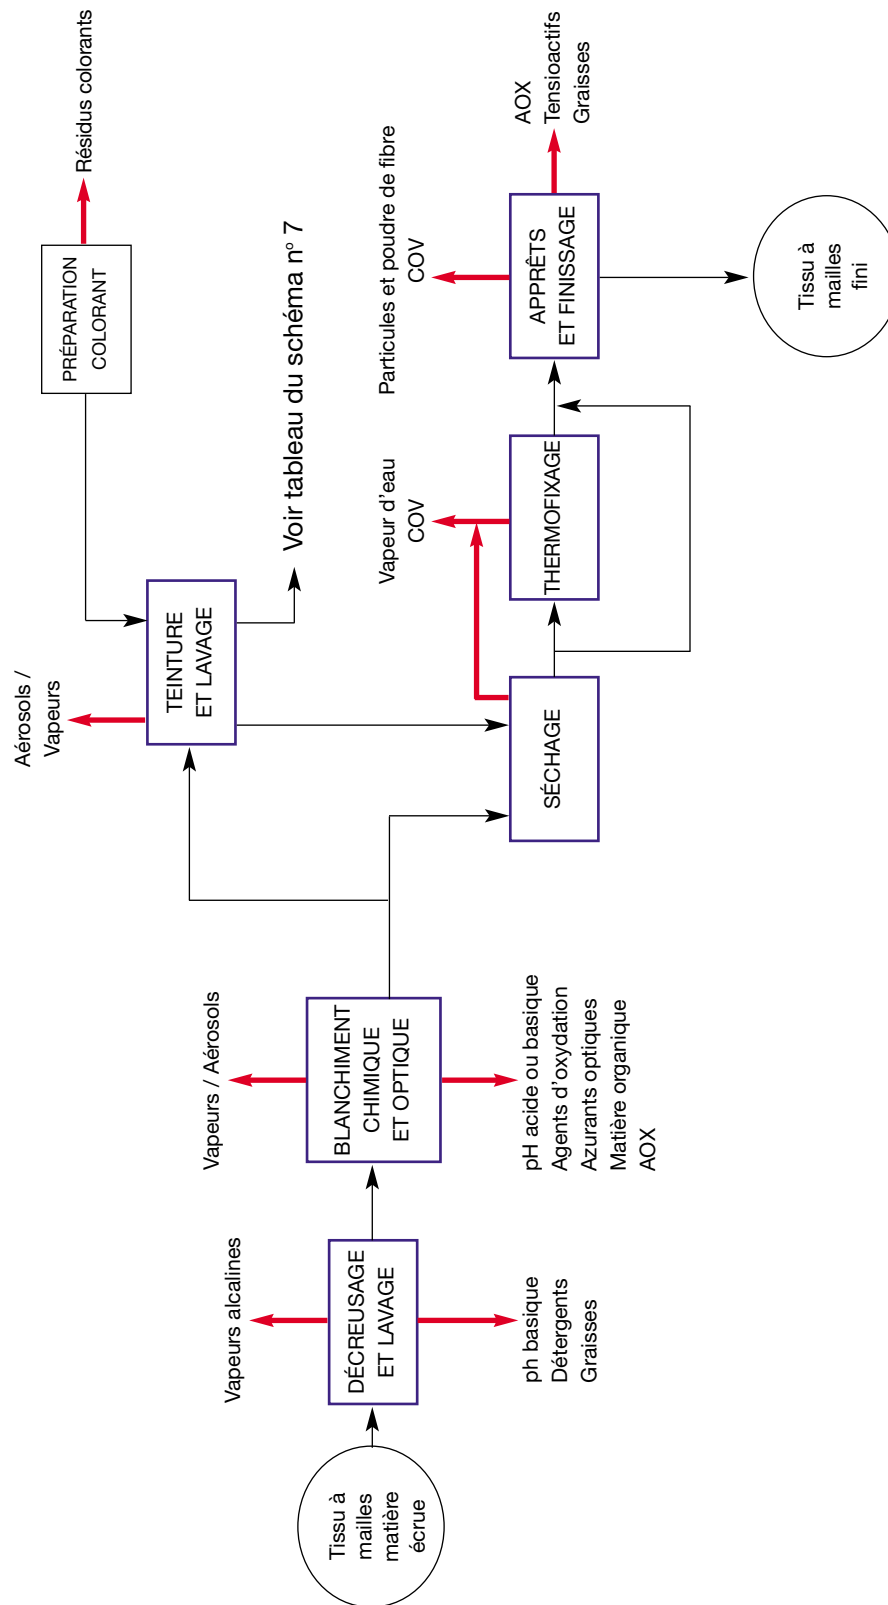 Tissu à
mailles
matière
écrue
Vapeurs alcalines
DÉCREUSAGE
ET LAVAGE
ph basique
Détergents
Graisses
Vapeurs / Aérosols
BLANCHIMENT
CHIMIQUE
ET OPTIQUE
pH acide ou basique
Agents d'oxydation
Azurants optiques
Matière organique
AOX
Aérosols /
Vapeurs
TEINTURE
ET LAVAGE
Voir tableau du schéma nº 7
PRÉPARATION
COLORANT
Résidus colorants
SÉCHAGE
Vapeur d'eau
COV
THERMOFIXAGE
Particules et poudre de fibre
COV
APPRÊTS
ET FINISSAGE
AOX
Tensioactifs
Graisses
Tissu à
mailles
fini